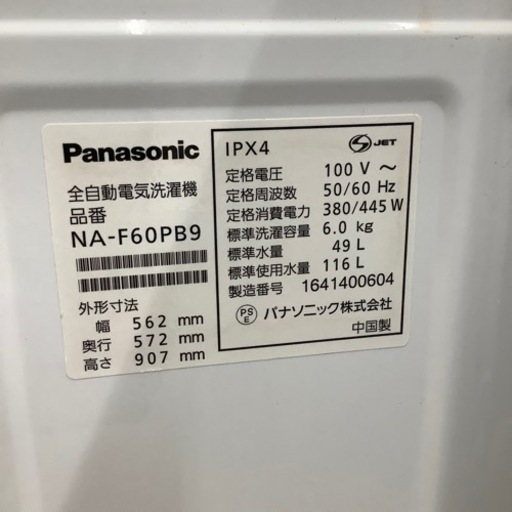 Panasonic
全自動電気洗濯機
品番
NA-F60PB9
外形寸法
幅 562 mm
奥行 572 mm
高さ 907 mm
IPX4
S JET
定格電圧 100 V ～
定格周波数 50/60 Hz
定格消費電力 380/445 W
標準洗濯容量 6.0 kg
標準水量 49 L
標準使用水量 116 L
製造番号 1641400604
PS E パナソニック株式会社
中国製